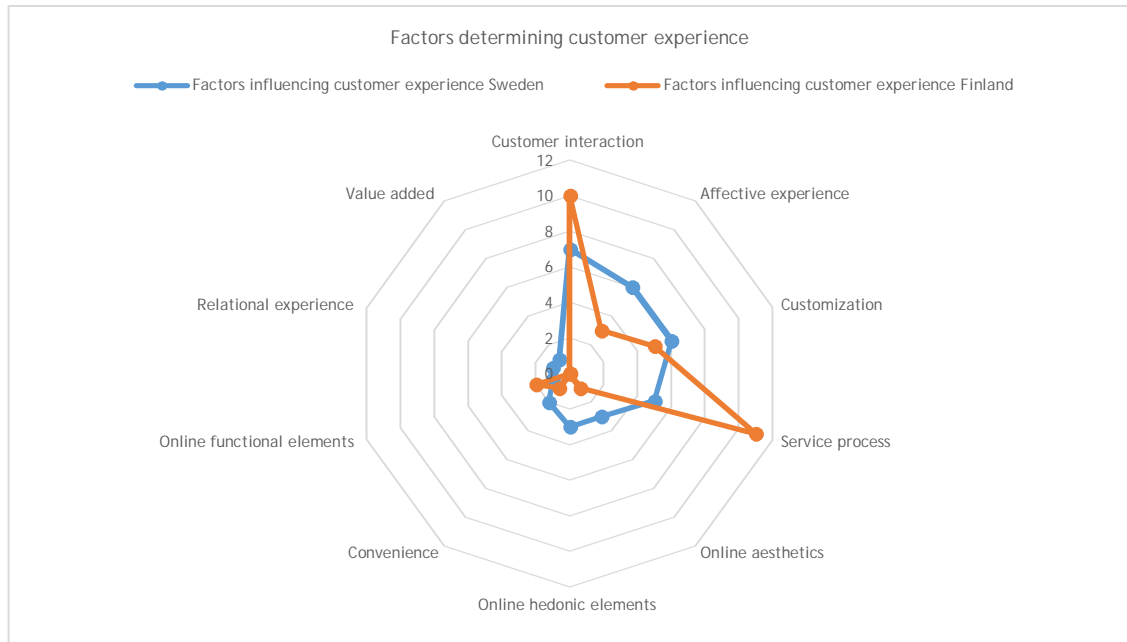 Factors determining customer experience
Factors influencing customer experience Sweden
Factors influencing customer experience Finland
Customer interaction
12
Value added
Affective experience
10
8
6
Relational experience
Customization
4
2
0
Online functional elements
Service process
Convenience
Online aesthetics
Online hedonic elements